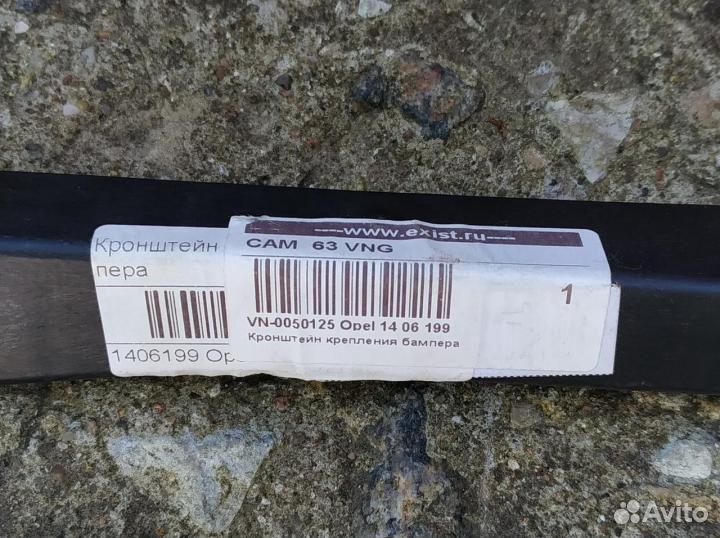 ----www.exist.ru----
CAM 63 VNG
1
VN-0050125 Opel 14 06 199
Кронштейн крепления бампера
Кронштейн
пера
1406199 Op
Avito